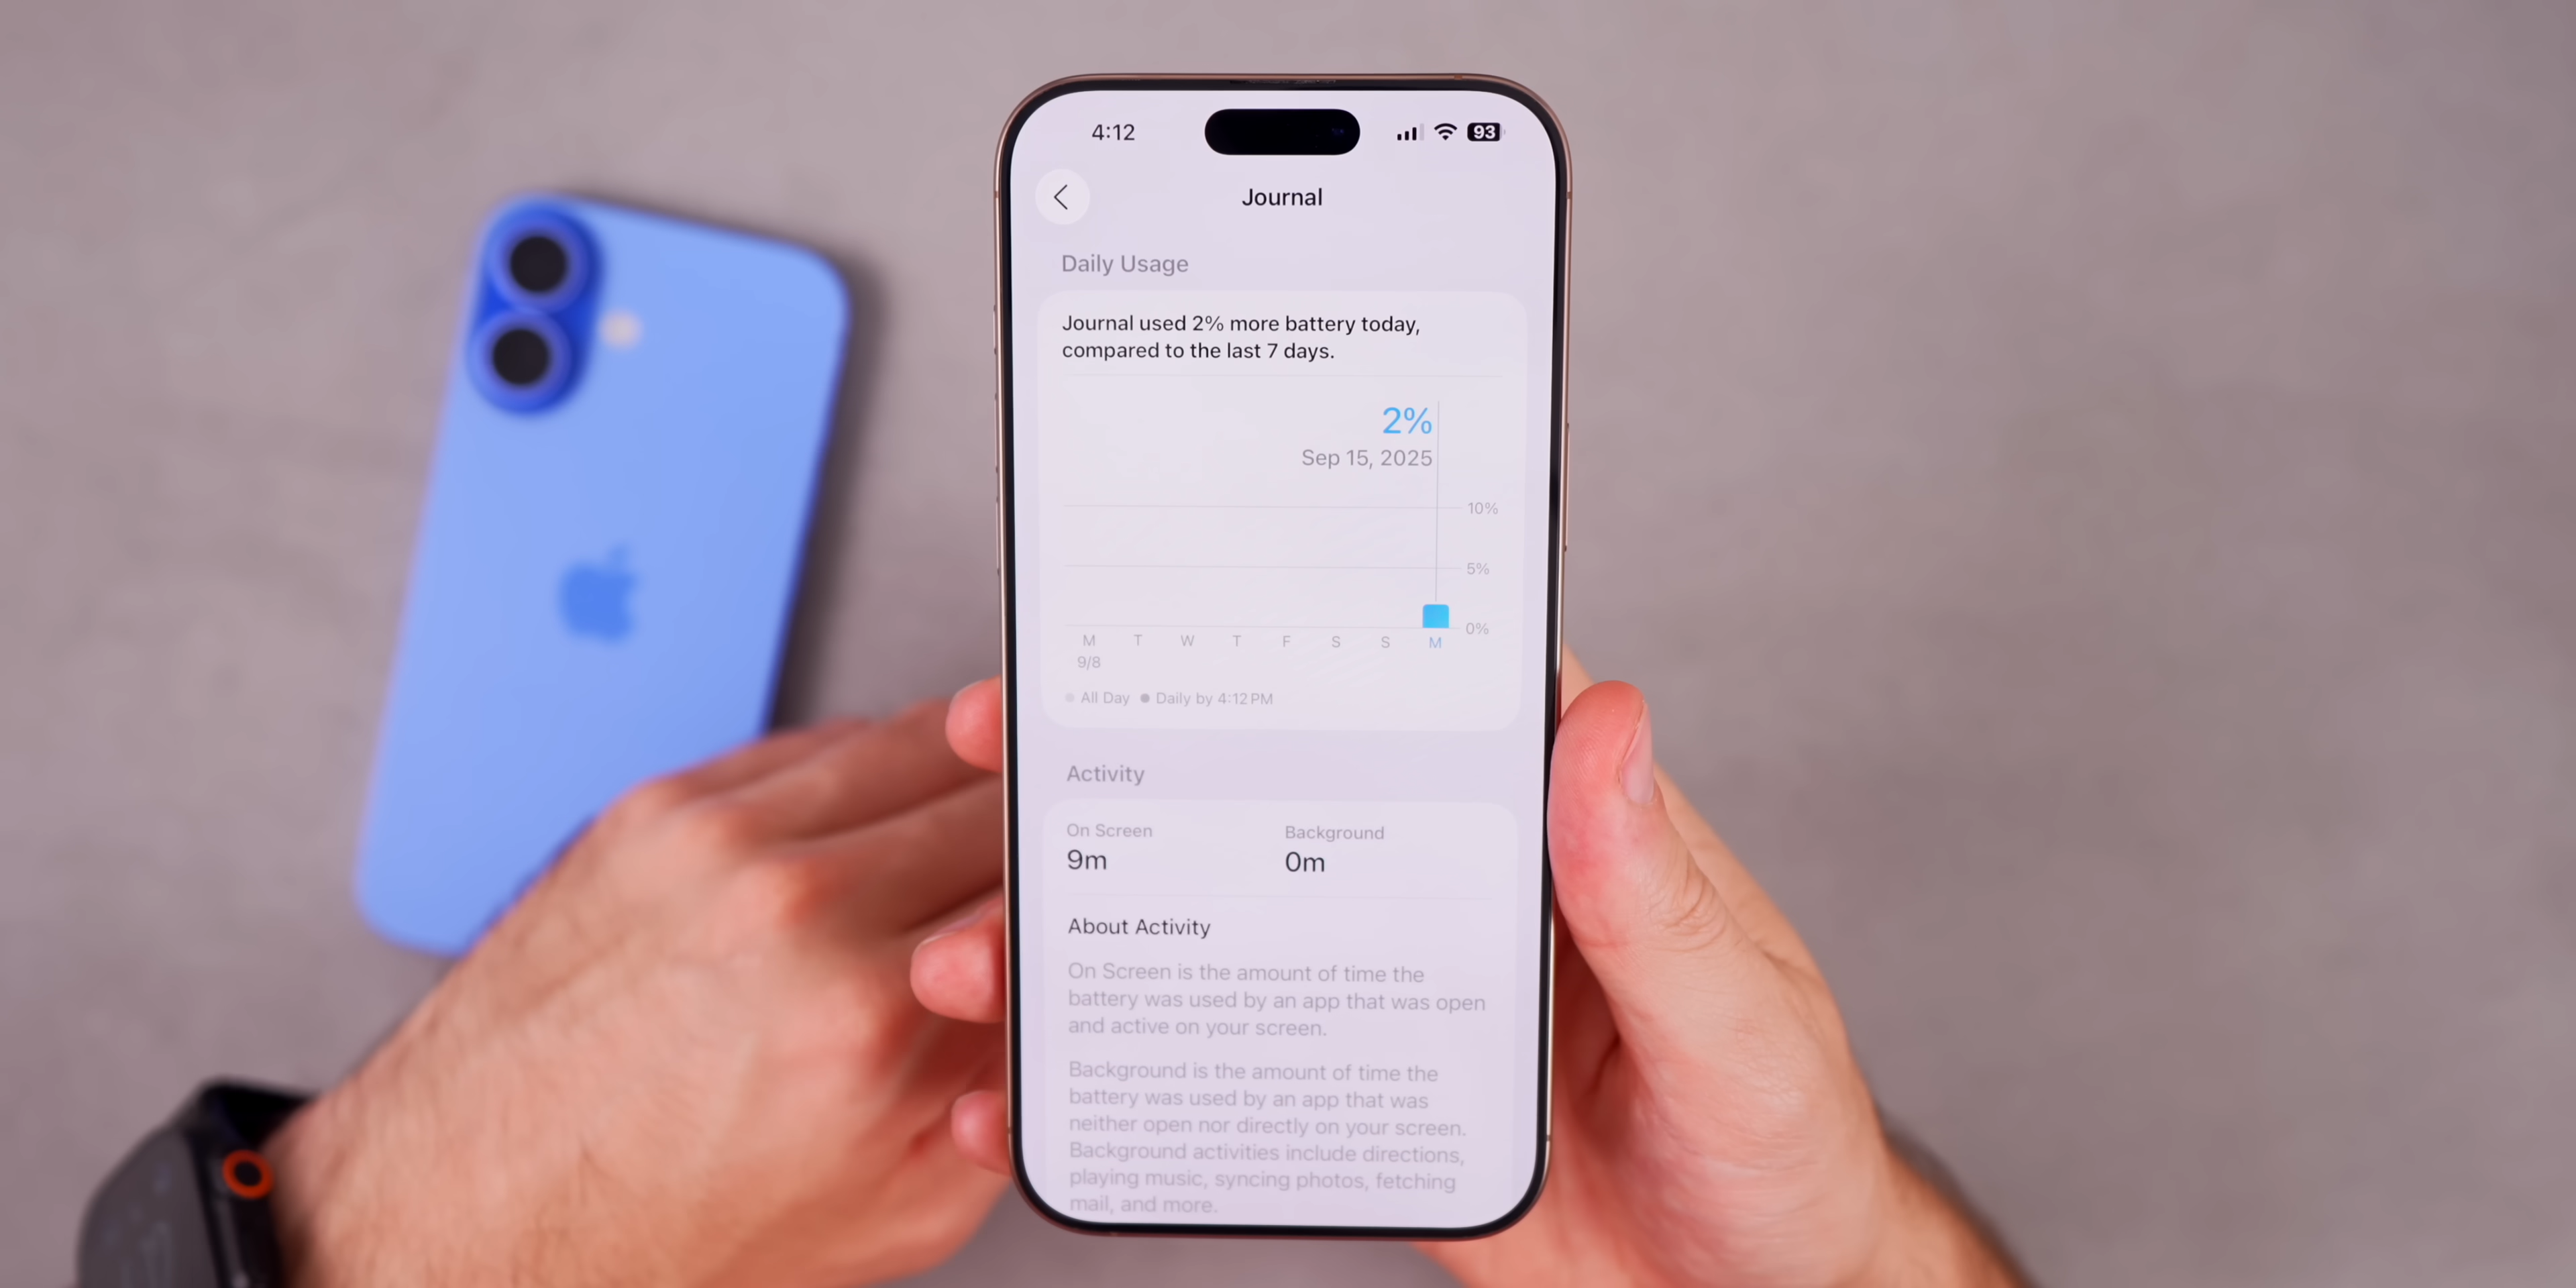 4:12
93
Journal
Daily Usage
Journal used 2% more battery today,
compared to the last 7 days.
2%
Sep 15, 2025
10%
5%
0%
M T W T F S S M
9/8
All Day Daily by 4:12 PM
Activity
On Screen Background
9m 0m
About Activity
On Screen is the amount of time the
battery was used by an app that was open
and active on your screen.
Background is the amount of time the
battery was used by an app that was
neither open nor directly on your screen.
Background activities include directions,
playing music, syncing photos, fetching
mail, and more.